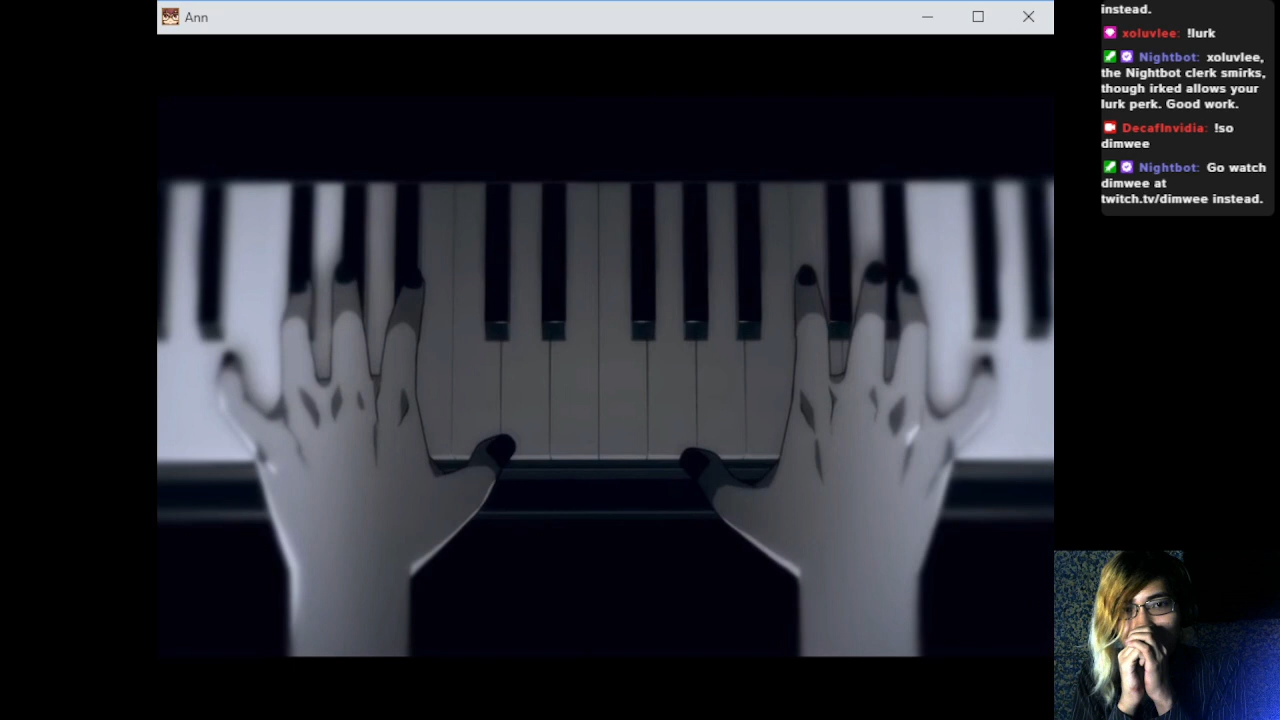 Ann
instead.
xoluvlee: !lurk
Nightbot: xoluvlee,
the Nightbot clerk smirks,
though irked allows your
lurk perk. Good work.
DecafInvidia: !so
dimwee
Nightbot: Go watch
dimwee at
twitch.tv/dimwee instead.